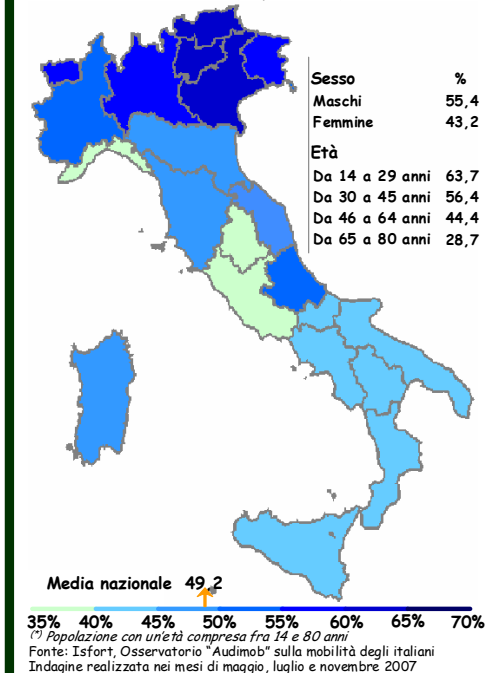 Sesso %
Maschi 55,4
Femmine 43,2
Età
Da 14 a 29 anni 63,7
Da 30 a 45 anni 56,4
Da 46 a 64 anni 44,4
Da 65 a 80 anni 28,7
Media nazionale 49,2
35% 40% 45% 50% 55% 60% 65% 70%
(*) Popolazione con un'età compresa fra 14 e 80 anni
Fonte: Isfort, Osservatorio "Audimob" sulla mobilità degli italiani
Indagine realizzata nei mesi di maggio, luglio e novembre 2007